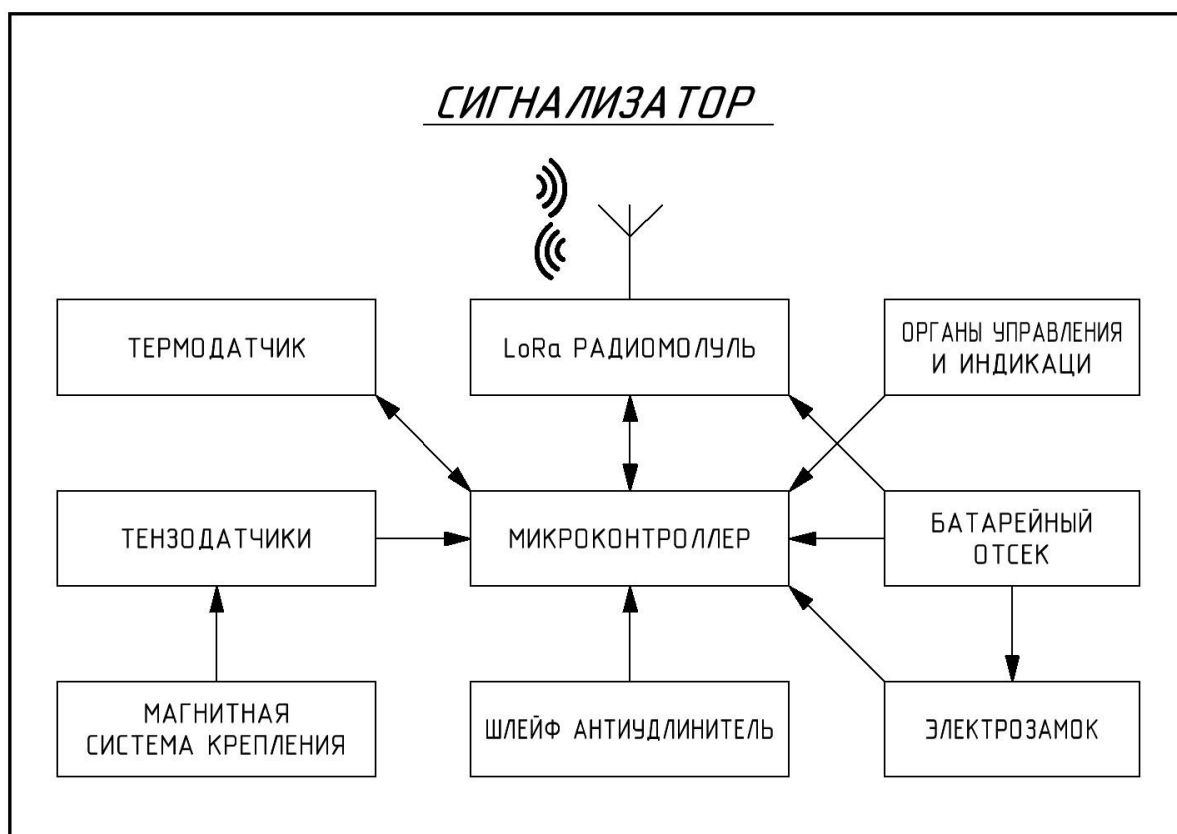 СИГНАЛИЗАТОР
ТЕРМОДАТЧИК
LoRa РАДИОМОЛУЛЬ
ОРГАНЫ УПРАВЛЕНИЯ
И ИНДИКАЦИ
ТЕНЗОДАТЧИКИ
МИКРОКОНТРОЛЛЕР
БАТАРЕЙНЫЙ
ОТСЕК
МАГНИТНАЯ
СИСТЕМА КРЕПЛЕНИЯ
ШЛЕЙФ АНТИУДЛИНИТЕЛЬ
ЭЛЕКТРОЗАМОК